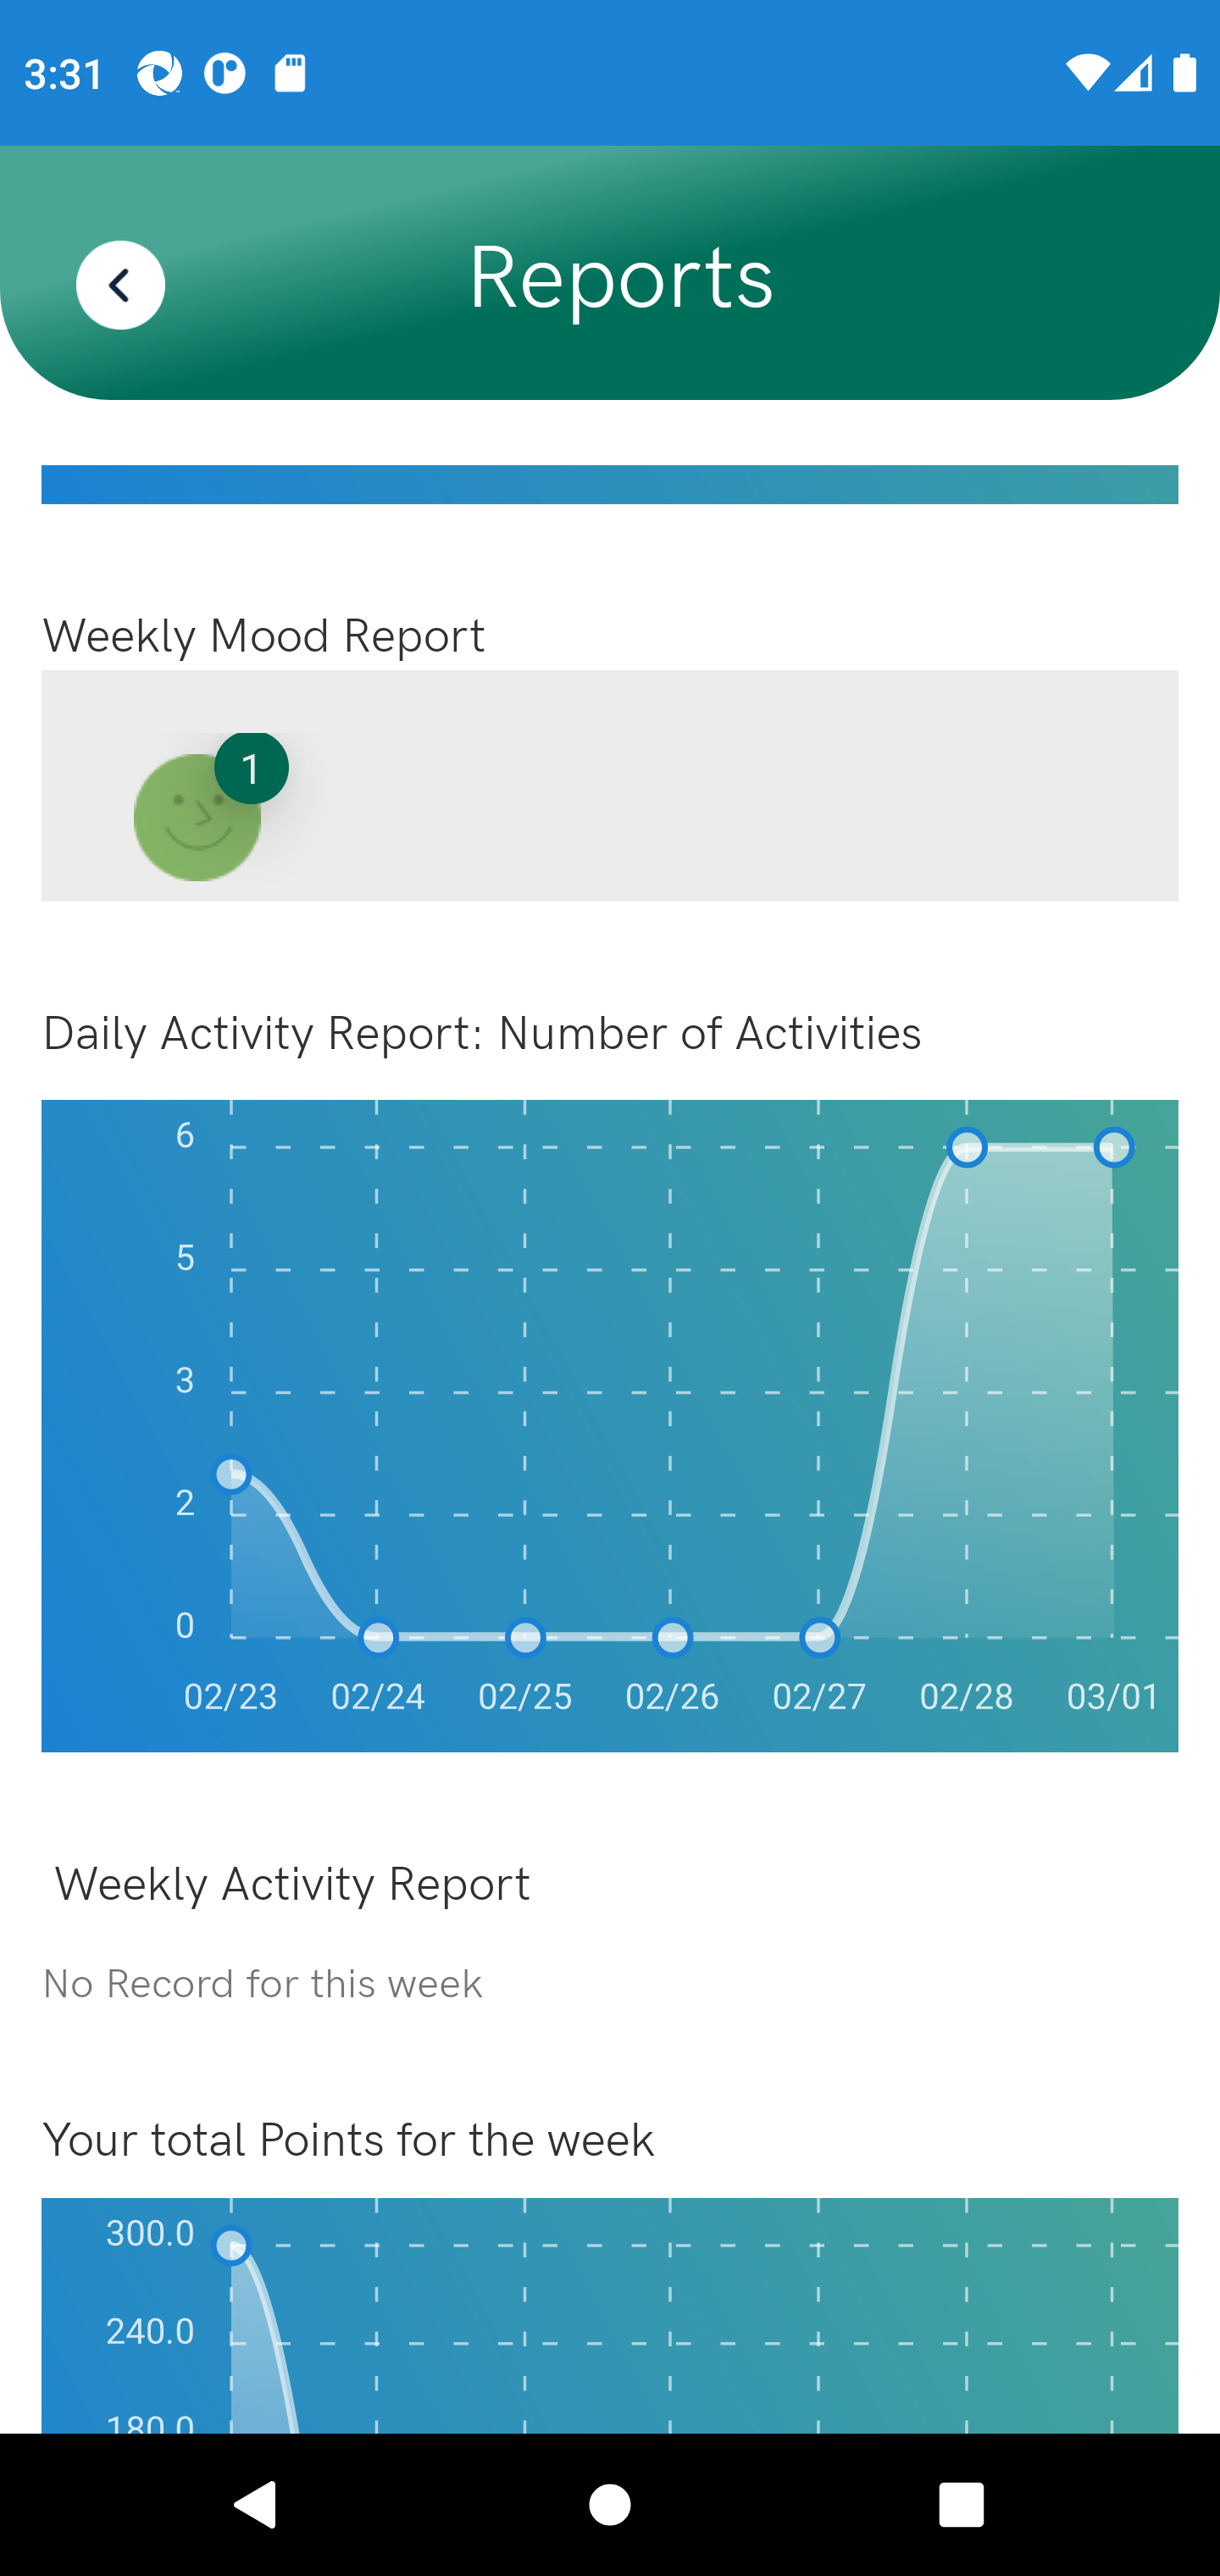 3:31
Reports
Weekly Mood Report
1
Daily Activity Report: Number of Activities
6
5
3
2
0
02/23 02/24 02/25 02/26 02/27 02/28 03/01
Weekly Activity Report
No Record for this week
Your total Points for the week
300.0
240.0
180.0